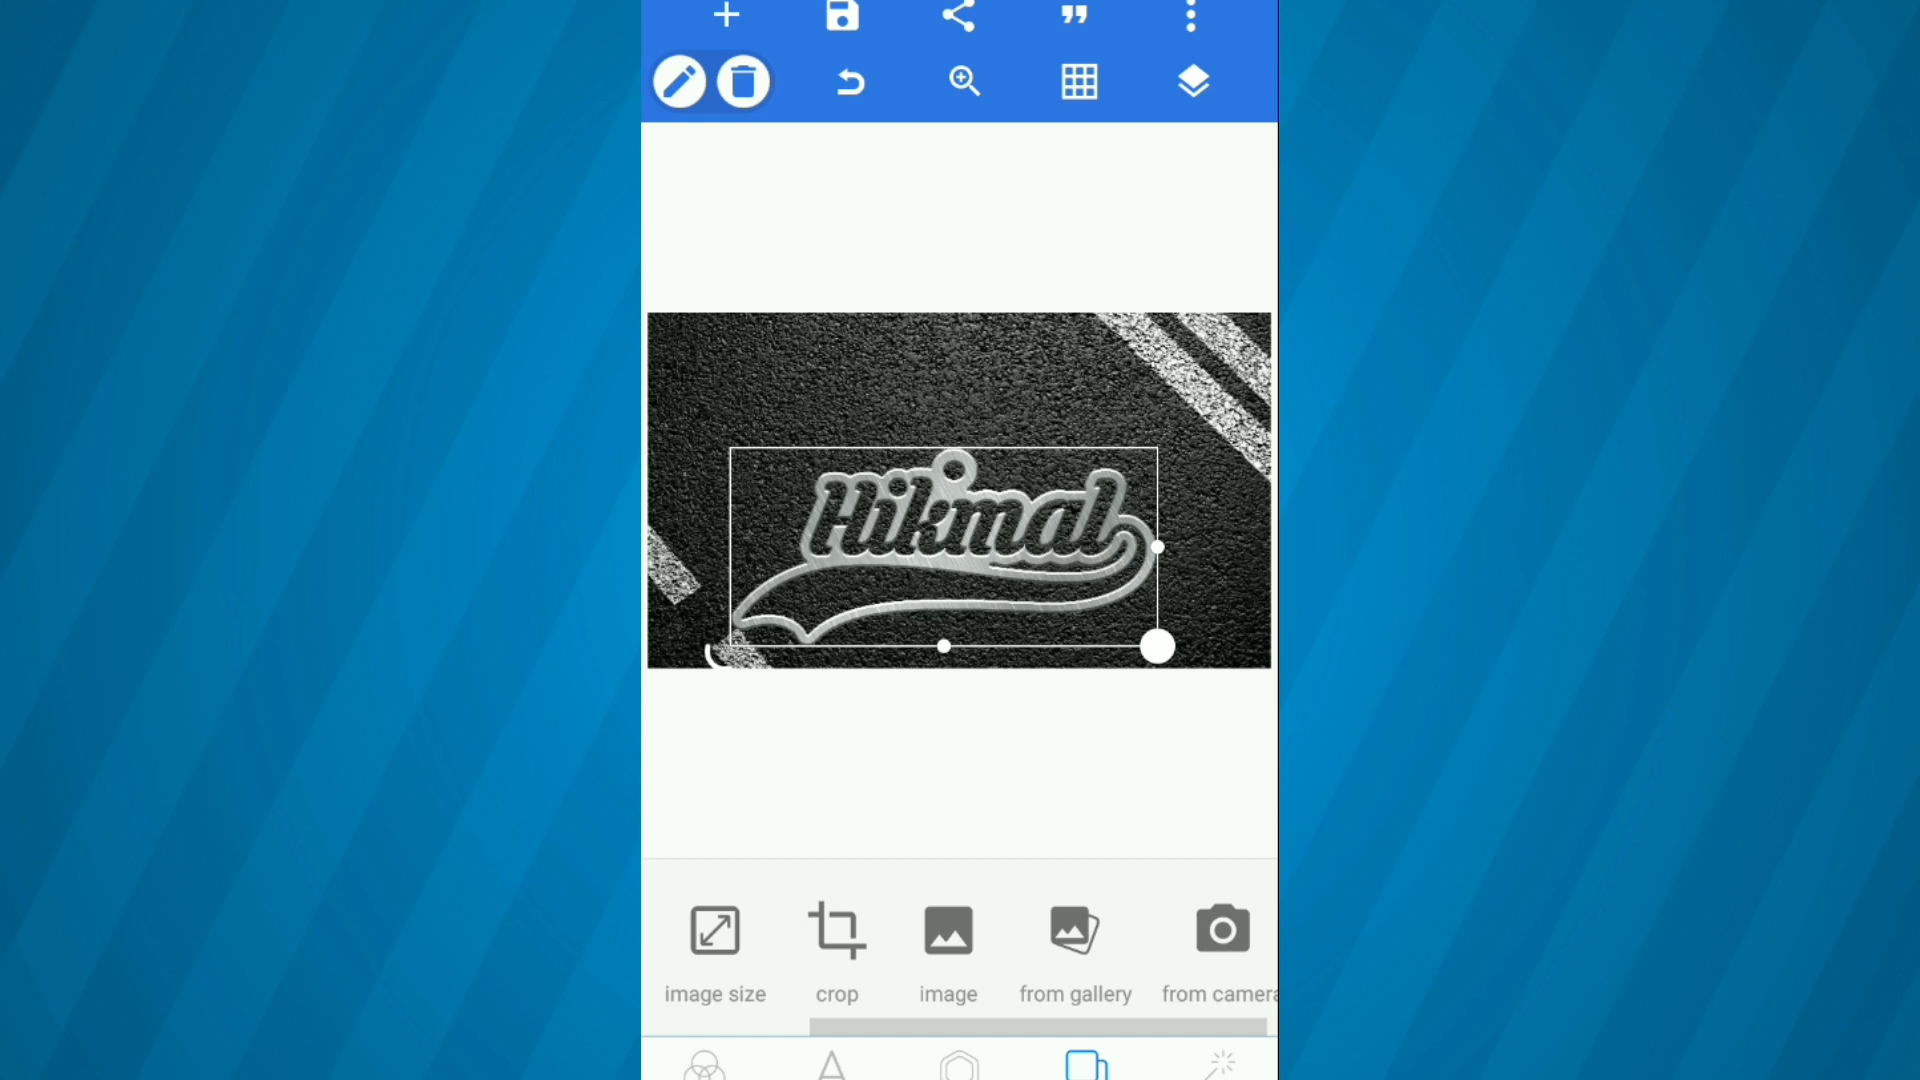 Hikmal
image size
crop
image
from gallery
from camera